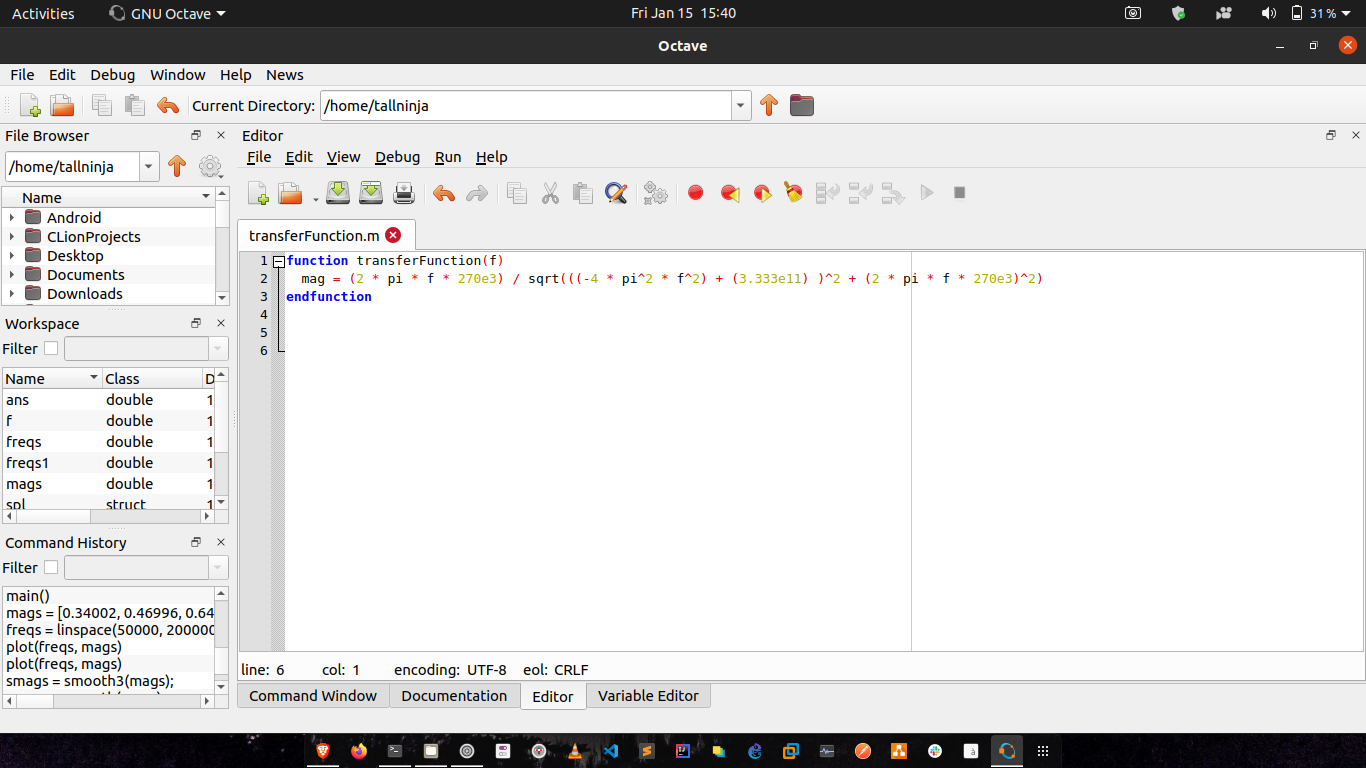 Activities GNU Octave Fri Jan 15 15:40 31%
Octave
File Edit Debug Window Help News
Current Directory: /home/tallninja
File Browser
/home/tallninja
Name
Android
CLionProjects
Desktop
Documents
Downloads
Workspace
Filter
Name Class D
ans double 1
f double 1
freqs double 1
freqs1 double 1
mags double 1
spl struct 1
Command History
Filter
main()
mags = [0.34002, 0.46996, 0.64
freqs = linspace(50000, 200000
plot(freqs, mags)
plot(freqs, mags)
smags = smooth3(mags);
Editor
File Edit View Debug Run Help
transferFunction.m
1 function transferFunction(f)
2 mag = (2 * pi * f * 270e3) / sqrt(((-4 * pi^2 * f^2) + (3.333e11) )^2 + (2 * pi * f * 270e3)^2)
3 endfunction
4
5
6
line: 6 col: 1 encoding: UTF-8 eol: CRLF
Command Window Documentation Editor Variable Editor